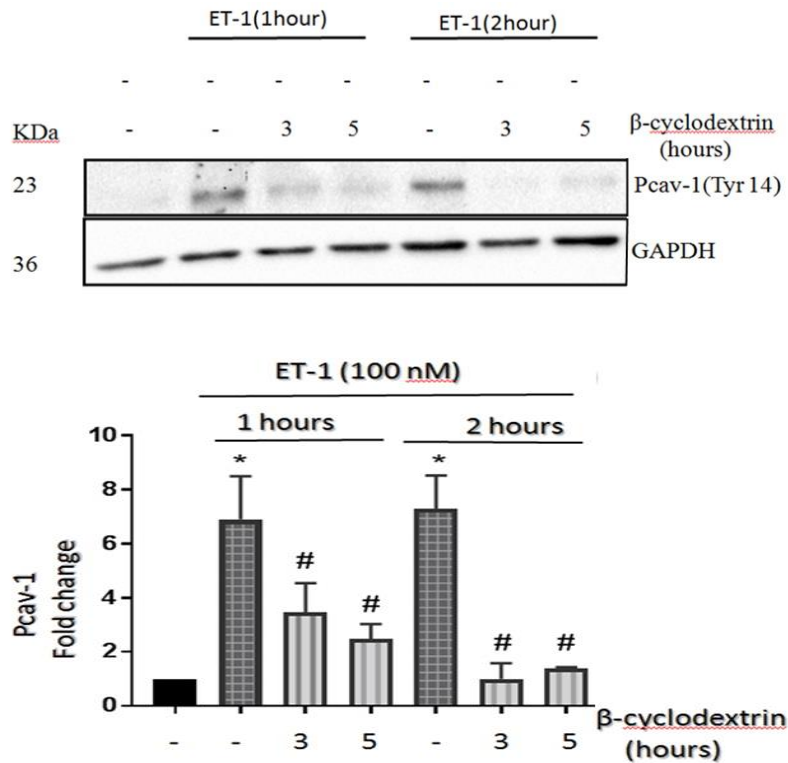 ET-1(1hour) ET-1(2hour)
- - - - - - -
KDa - - 3 5 - 3 5 β-cyclodextrin
(hours)
23 Pcav-1(Tyr 14)
36 GAPDH
ET-1 (100 nM)
1 hours 2 hours
10
8
6
4
2
0
Pcav-1
Fold change
* # # * # #
- - 3 5 - 3 5 β-cyclodextrin
(hours)